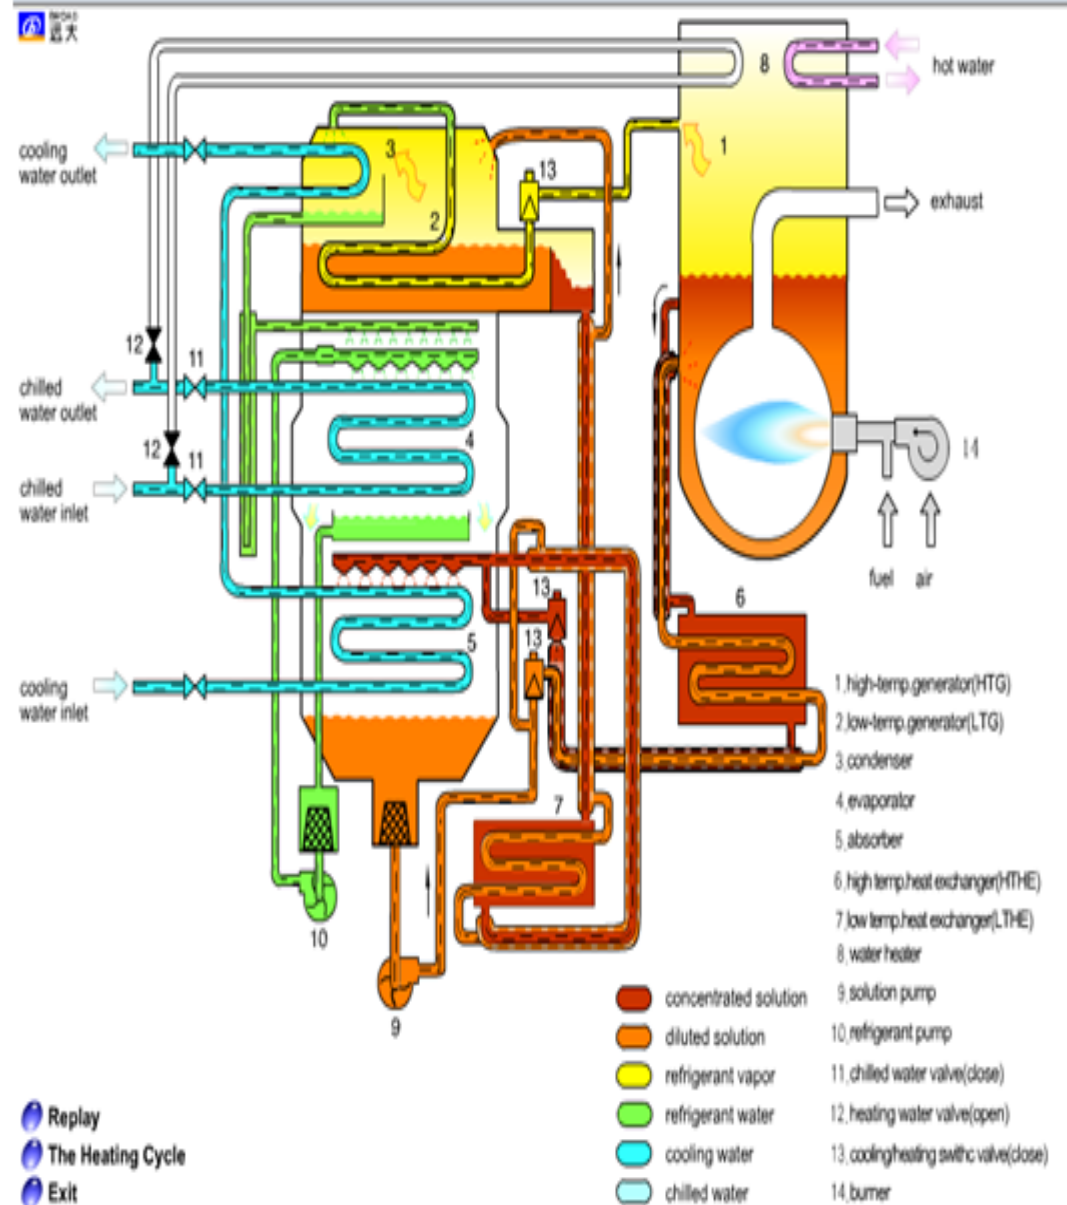 BROAD
远大
8
hot water
cooling
water outlet
3
1
13
2
exhaust
12
11
chilled
water outlet
4
12
11
14
chilled
water inlet
fuel
air
13
6
13
5
cooling
water inlet
1,high-temp.generator(HTG)
2,low-temp.generator(LTG)
3,condenser
7
4,evaporator
5,absorber
6,high temp.heat exchanger(HTHE)
7,low temp.heat exchanger(LTHE)
10
8,water heater
9
concentrated solution
9,solution pump
diluted solution
10,refrigerant pump
refrigerant vapor
11,chilled water valve(close)
Replay
refrigerant water
12,heating water valve(open)
The Heating Cycle
cooling water
13,cooling/heating swithc valve(close)
Exit
chilled water
14,burner